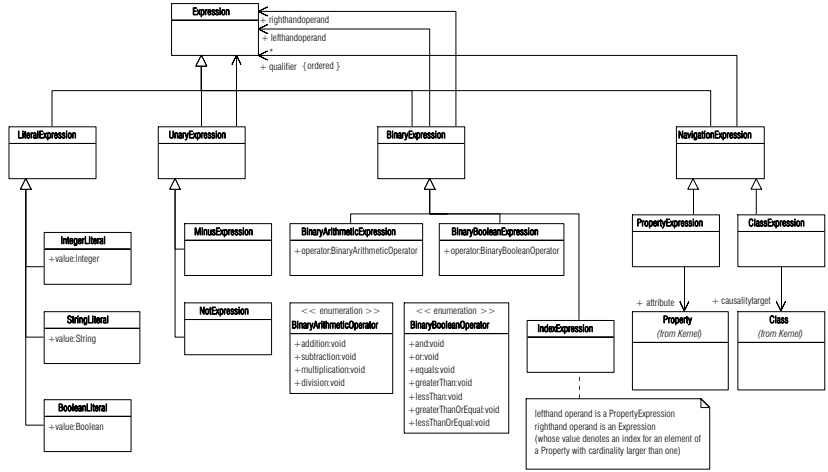 Expression
+ righthandoperand
+ lefthandoperand
*
+ qualifier {ordered }
LiteralExpression
UnaryExpression
BinaryExpression
NavigationExpression
IntegerLiteral
+value:Integer
StringLiteral
+value:String
BooleanLiteral
+value:Boolean
MinusExpression
NotExpression
BinaryArithmeticExpression
+operator:BinaryArithmeticOperator
BinaryBooleanExpression
+operator:BinaryBooleanOperator
<< enumeration >>
BinaryArithmeticOperator
+addition:void
+subtraction:void
+multiplication:void
+division:void
<< enumeration >>
BinaryBooleanOperator
+and:void
+or:void
+equals:void
+greaterThan:void
+lessThan:void
+greaterThanOrEqual:void
+lessThanOrEqual:void
IndexExpression
lefthand operand is a PropertyExpression
righthand operand is an Expression
(whose value denotes an index for an element of
a Property with cardinality larger than one)
PropertyExpression
ClassExpression
+ attribute
+ causalitytarget
Property
(from Kernel)
Class
(from Kernel)